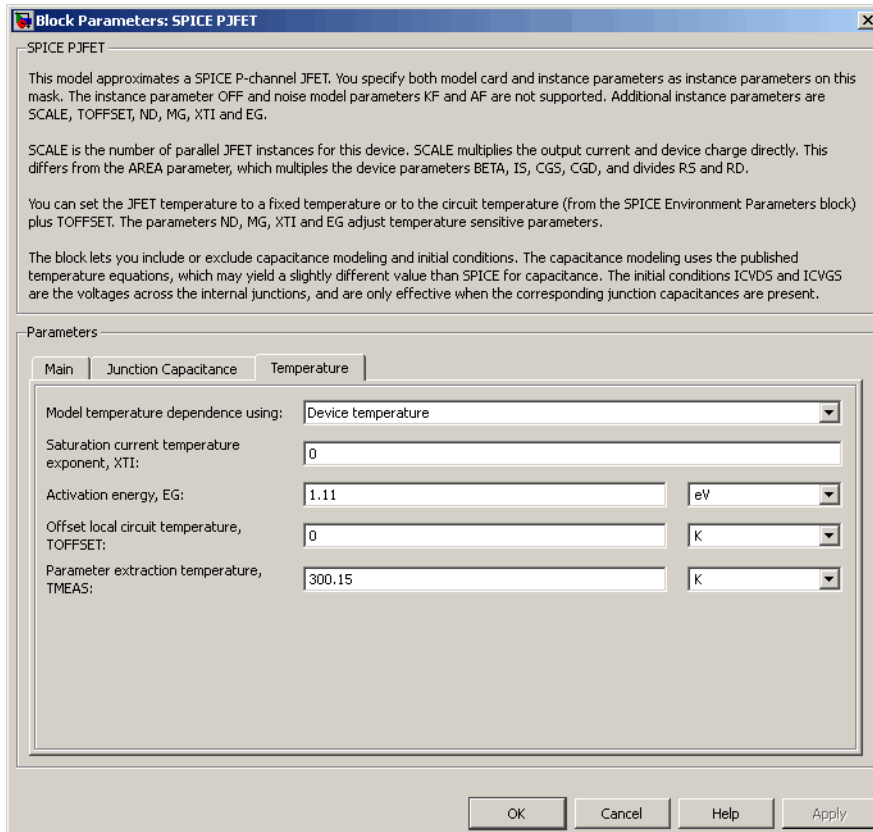 Block Parameters: SPICE PJFET
SPICE PJFET
This model approximates a SPICE P-channel JFET. You specify both model card and instance parameters as instance parameters on this
mask. The instance parameter OFF and noise model parameters KF and AF are not supported. Additional instance parameters are
SCALE, TOFFSET, ND, MG, XTI and EG.
SCALE is the number of parallel JFET instances for this device. SCALE multiplies the output current and device charge directly. This
differs from the AREA parameter, which multiples the device parameters BETA, IS, CGS, CGD, and divides RS and RD.
You can set the JFET temperature to a fixed temperature or to the circuit temperature (from the SPICE Environment Parameters block)
plus TOFFSET. The parameters ND, MG, XTI and EG adjust temperature sensitive parameters.
The block lets you include or exclude capacitance modeling and initial conditions. The capacitance modeling uses the published
temperature equations, which may yield a slightly different value than SPICE for capacitance. The initial conditions ICVDS and ICVGS
are the voltages across the internal junctions, and are only effective when the corresponding junction capacitances are present.
Parameters
Main Junction Capacitance Temperature
Model temperature dependence using: Device temperature
Saturation current temperature
exponent, XTI: 0
Activation energy, EG: 1.11 eV
Offset local circuit temperature,
TOFFSET: 0 K
Parameter extraction temperature,
TMEAS: 300.15 K
OK Cancel Help Apply